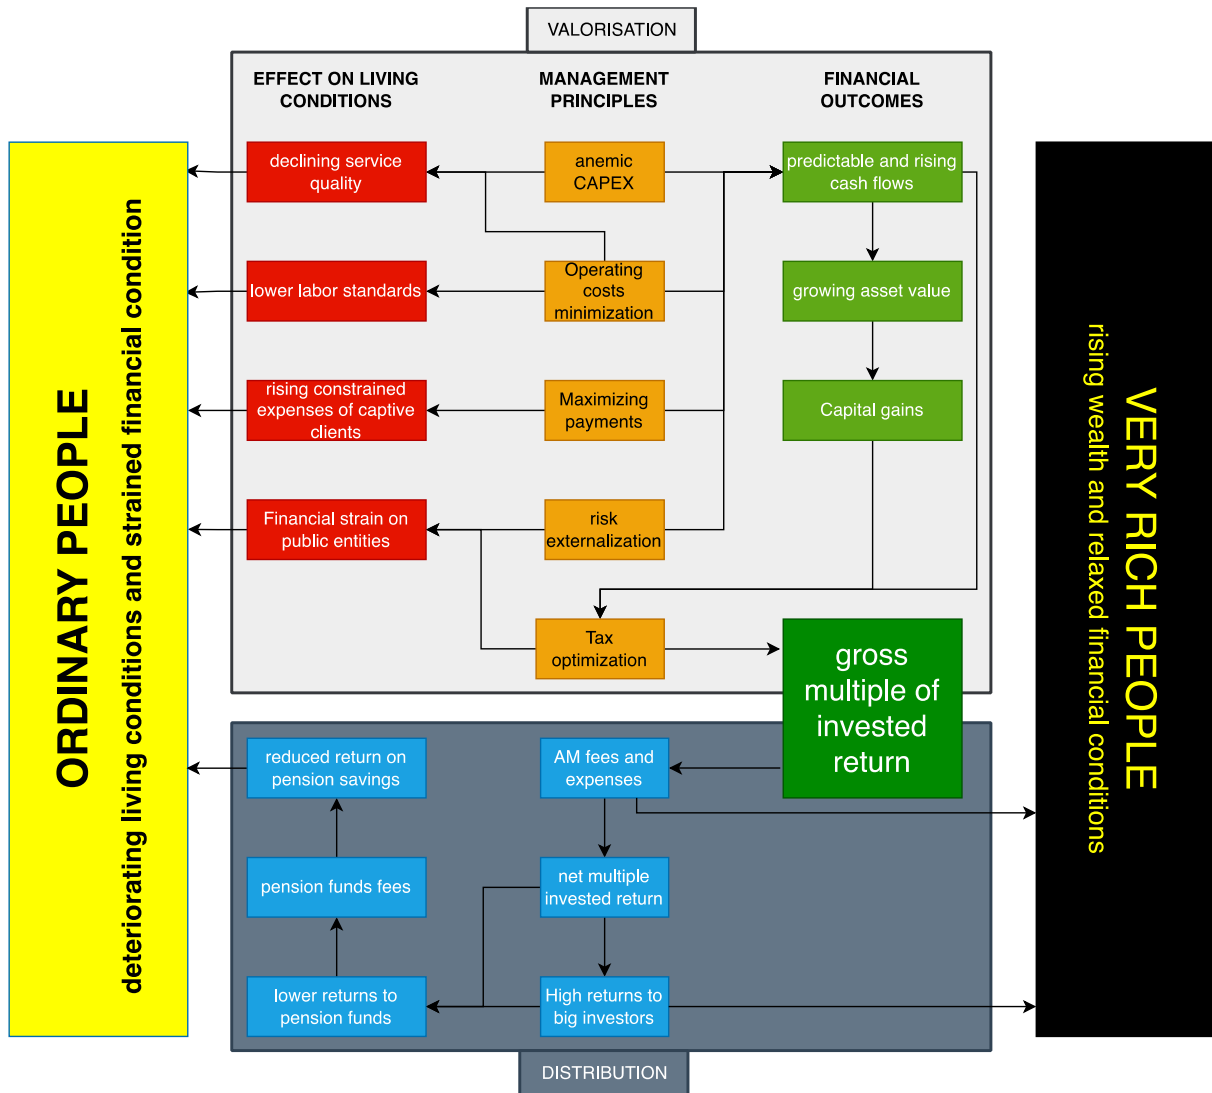 VALORISATION
EFFECT ON LIVING
CONDITIONS
MANAGEMENT
PRINCIPLES
FINANCIAL
OUTCOMES
declining service
quality
anemic
CAPEX
predictable and rising
cash flows
lower labor standards
Operating
costs
minimization
growing asset value
rising constrained
expenses of captive
clients
Maximizing
payments
Capital gains
Financial strain on
public entities
risk
externalization
Tax
optimization
gross
multiple of
invested
return
reduced return on
pension savings
AM fees and
expenses
pension funds fees
net multiple
invested return
lower returns to
pension funds
High returns to
big investors
DISTRIBUTION
ORDINARY PEOPLE
deteriorating living conditions and strained financial condition
VERY RICH PEOPLE
rising wealth and relaxed financial conditions